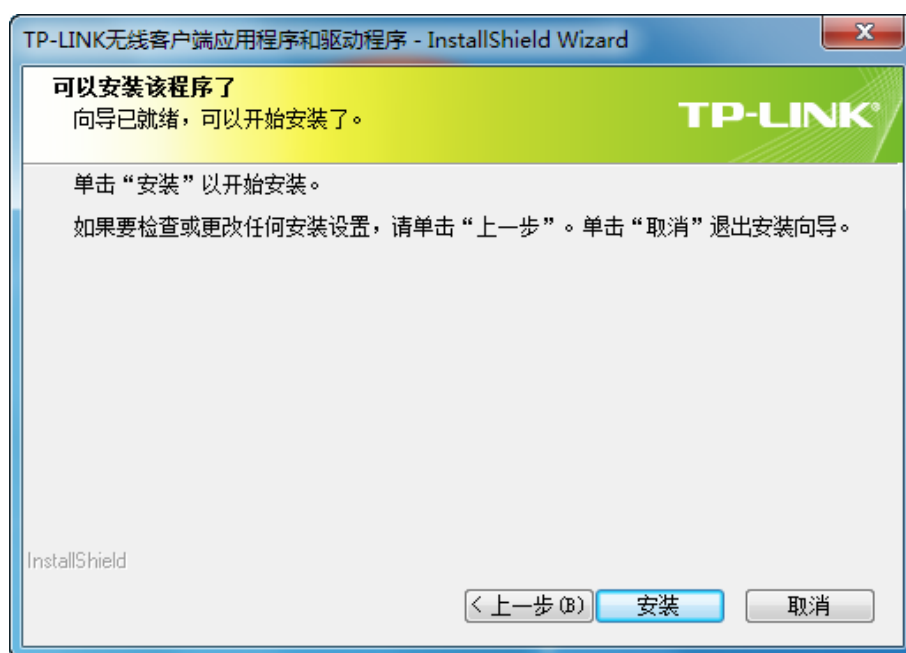 TP-LINK无线客户端应用程序和驱动程序 - InstallShield Wizard
可以安装该程序了
向导已就绪，可以开始安装了。
TP-LINK®
单击“安装”以开始安装。
如果要检查或更改任何安装设置，请单击“上一步”。单击“取消”退出安装向导。
InstallShield
< 上一步(B)
安装
取消